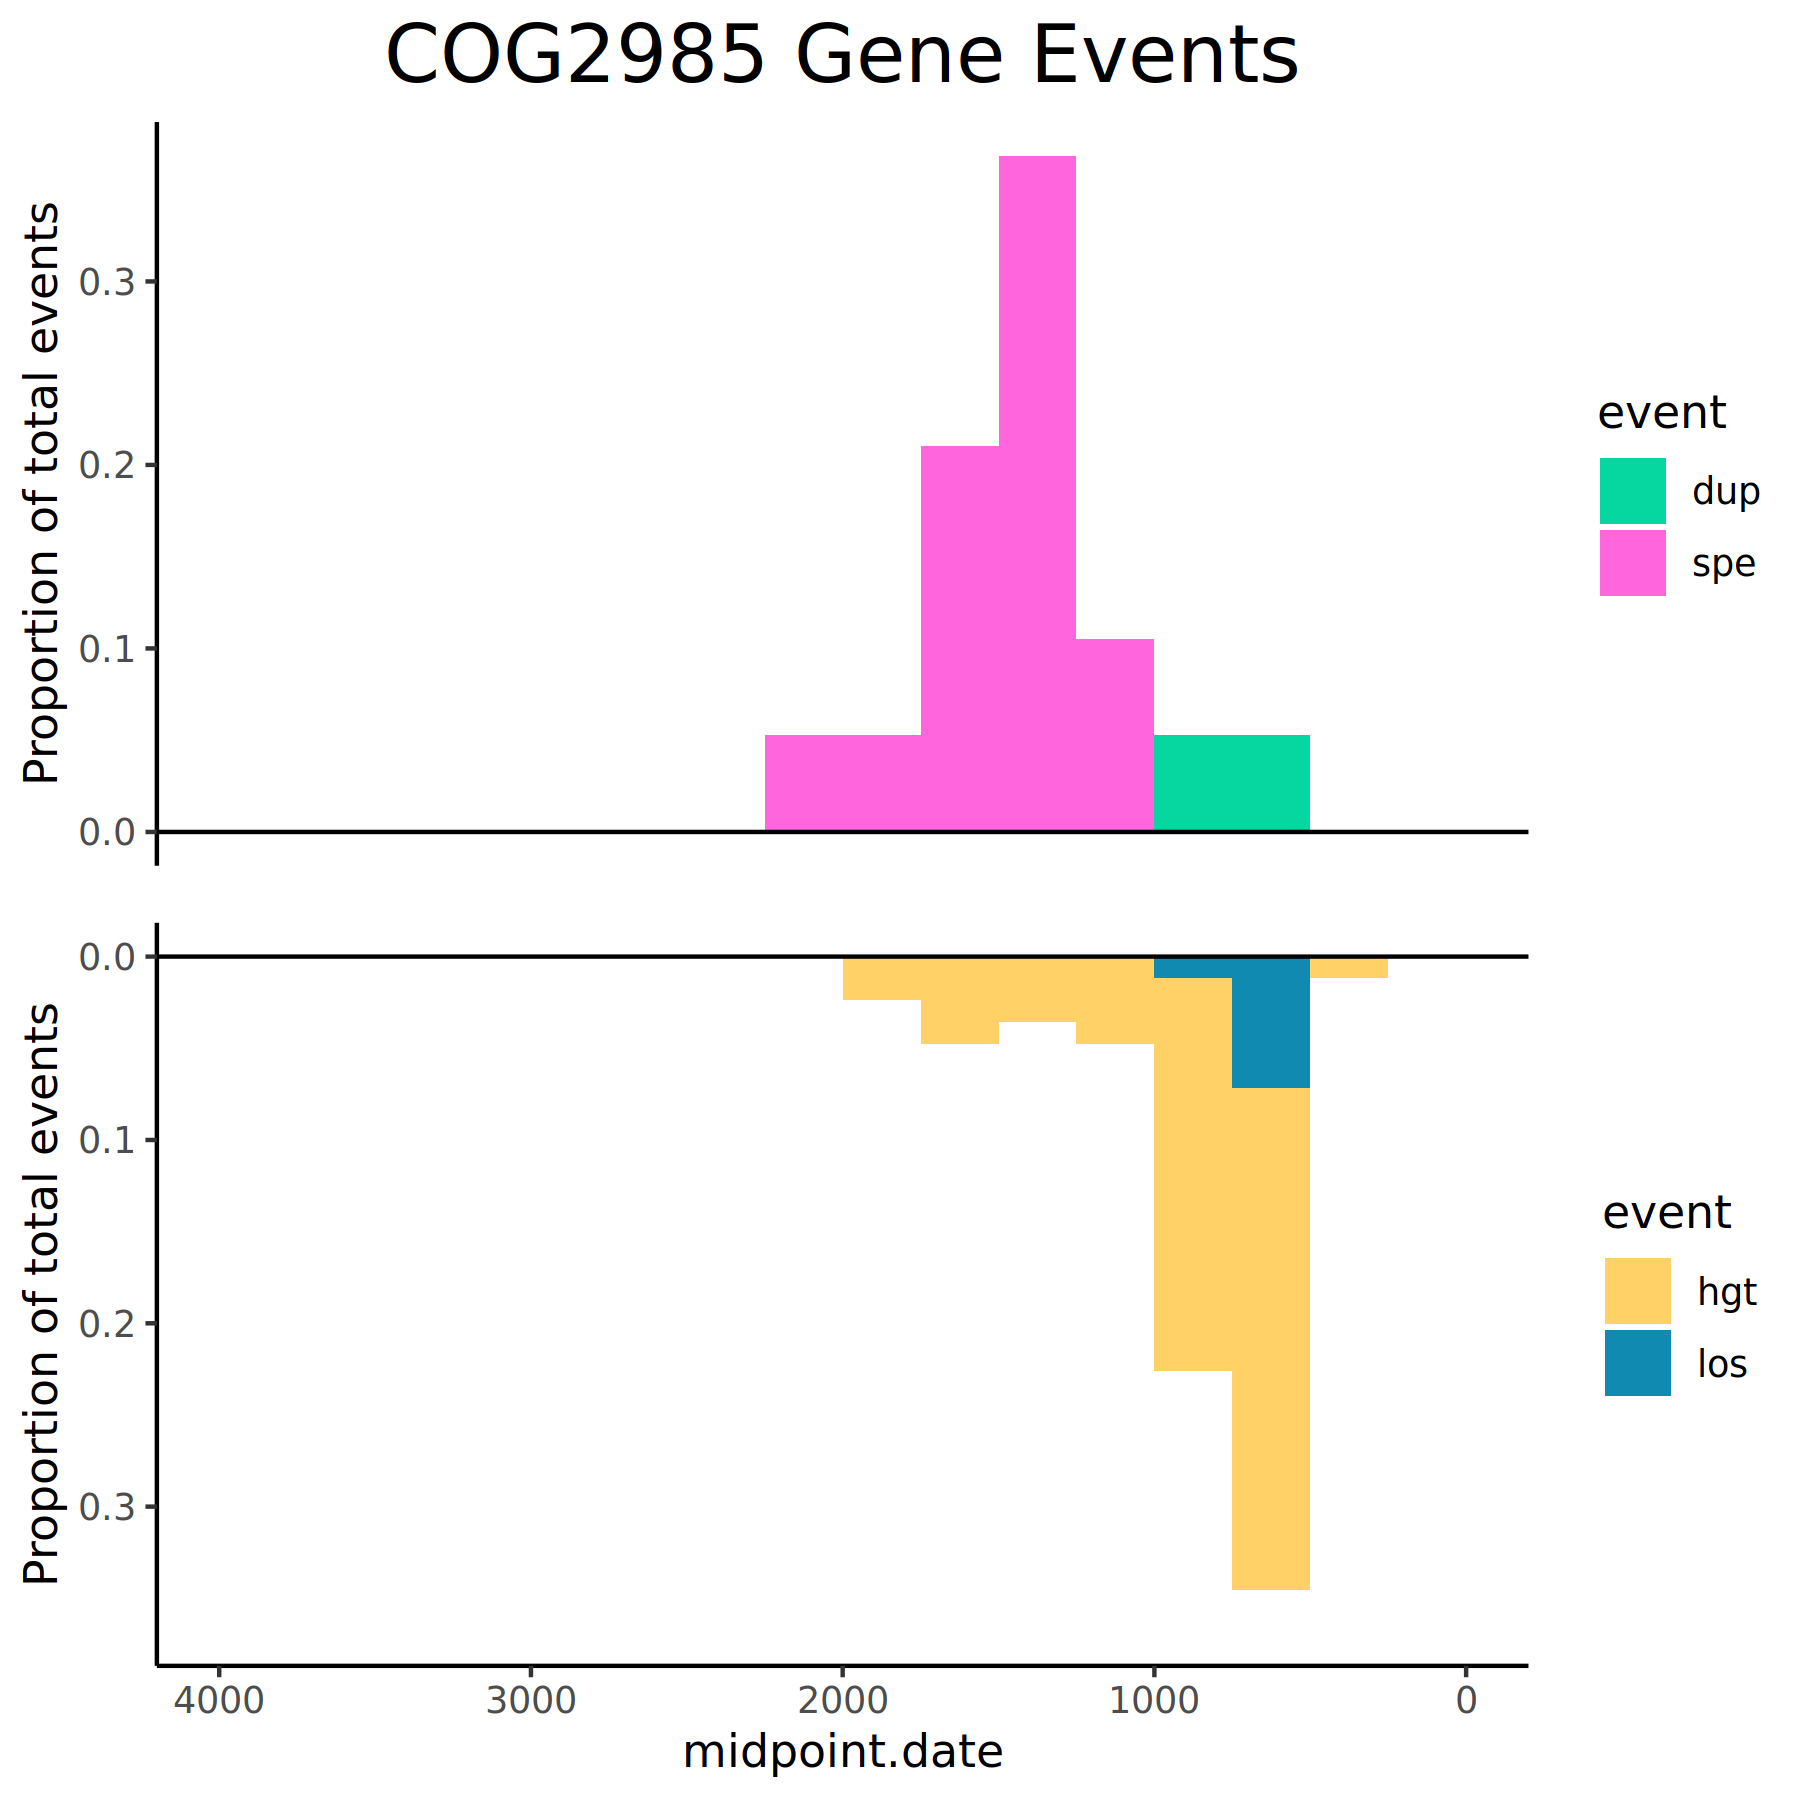 COG2985 Gene Events
Proportion of total events
0.3
0.2
0.1
0.0
event
dup
spe
Proportion of total events
0.0
0.1
0.2
0.3
event
hgt
los
4000 3000 2000 1000 0
midpoint.date